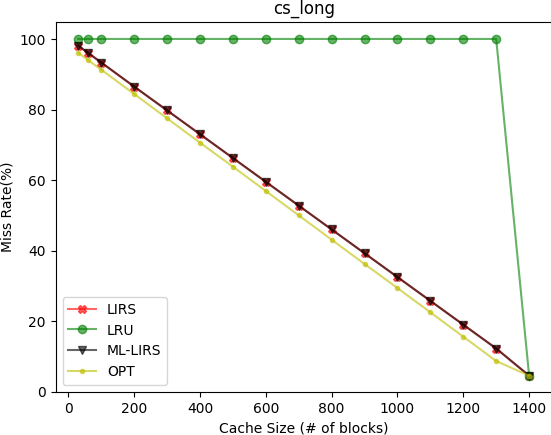 cs_long
Miss Rate(%)
100
80
60
40
20
0
LIRS
LRU
ML-LIRS
OPT
0 200 400 600 800 1000 1200 1400
Cache Size (# of blocks)